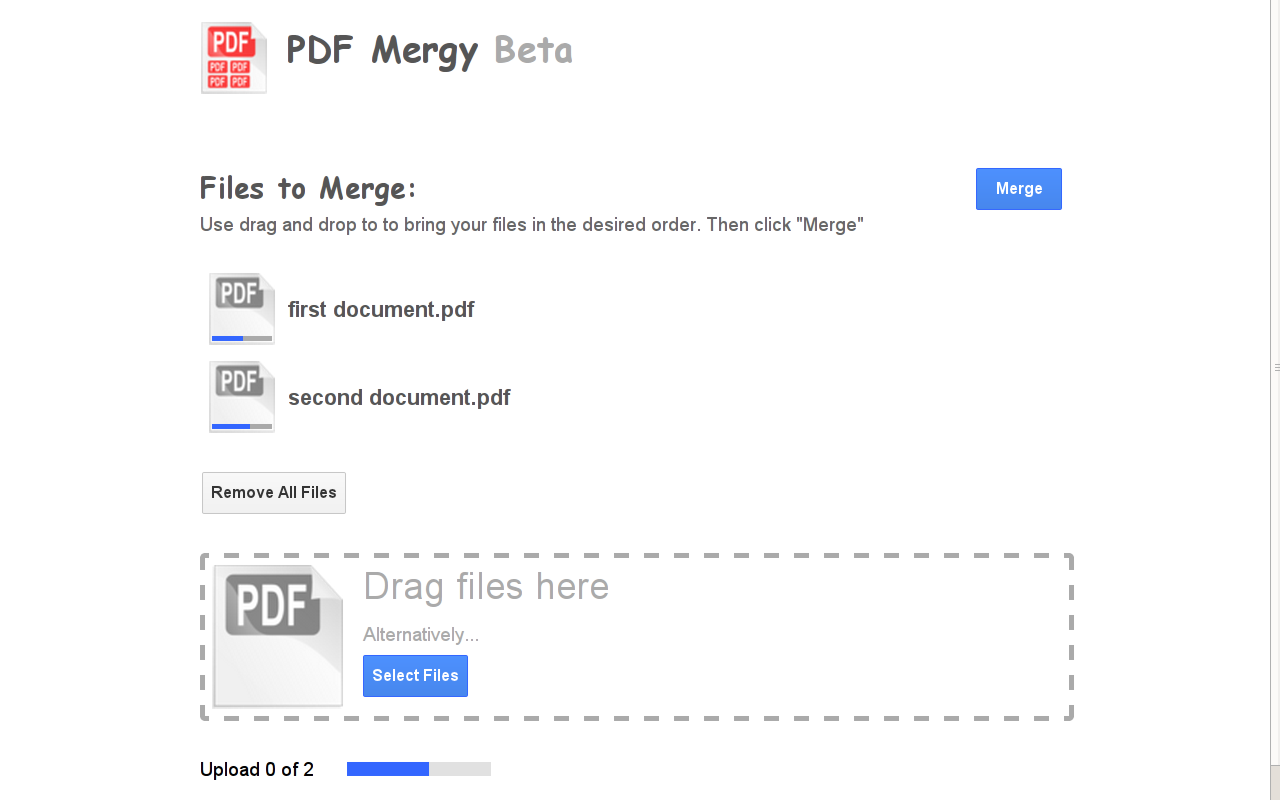 PDF
PDF PDF
PDF PDF
PDF Mergy Beta
Files to Merge:
Merge
Use drag and drop to to bring your files in the desired order. Then click "Merge"
PDF
first document.pdf
PDF
second document.pdf
Remove All Files
PDF
Drag files here
Alternatively...
Select Files
Upload 0 of 2